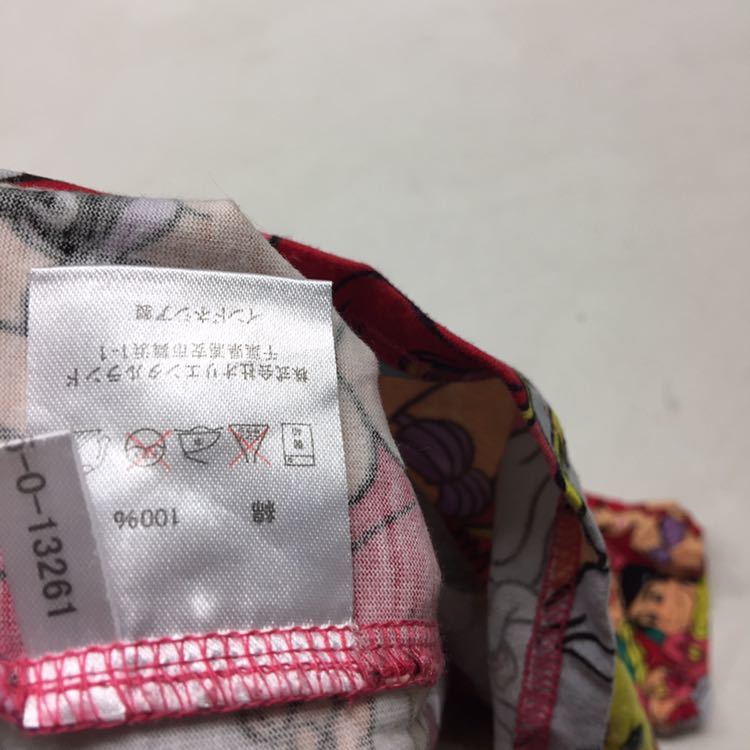 綿 100%
株式会社オリエンタルランド
千葉県浦安市舞浜1-1
インドネシア製
5-0-13261